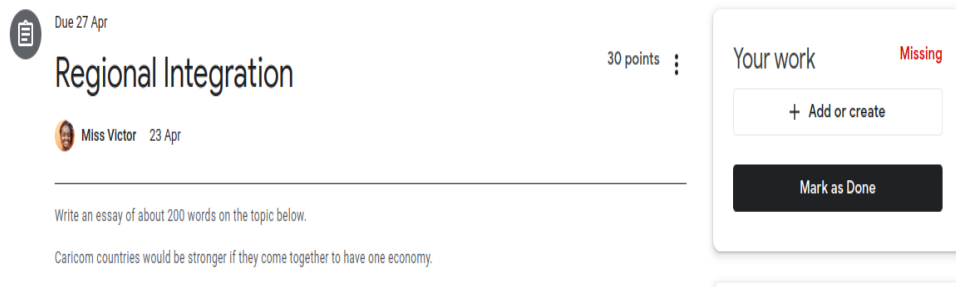 Due 27 Apr
Regional Integration
30 points
Miss Victor 23 Apr
Write an essay of about 200 words on the topic below.
Caricom countries would be stronger if they come together to have one economy.
Your work Missing
+ Add or create
Mark as Done